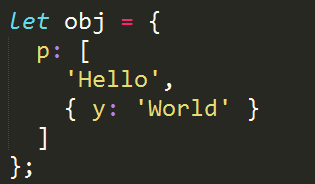 let obj = {
  p: [
    'Hello',
    { y: 'World' }
  ]
};